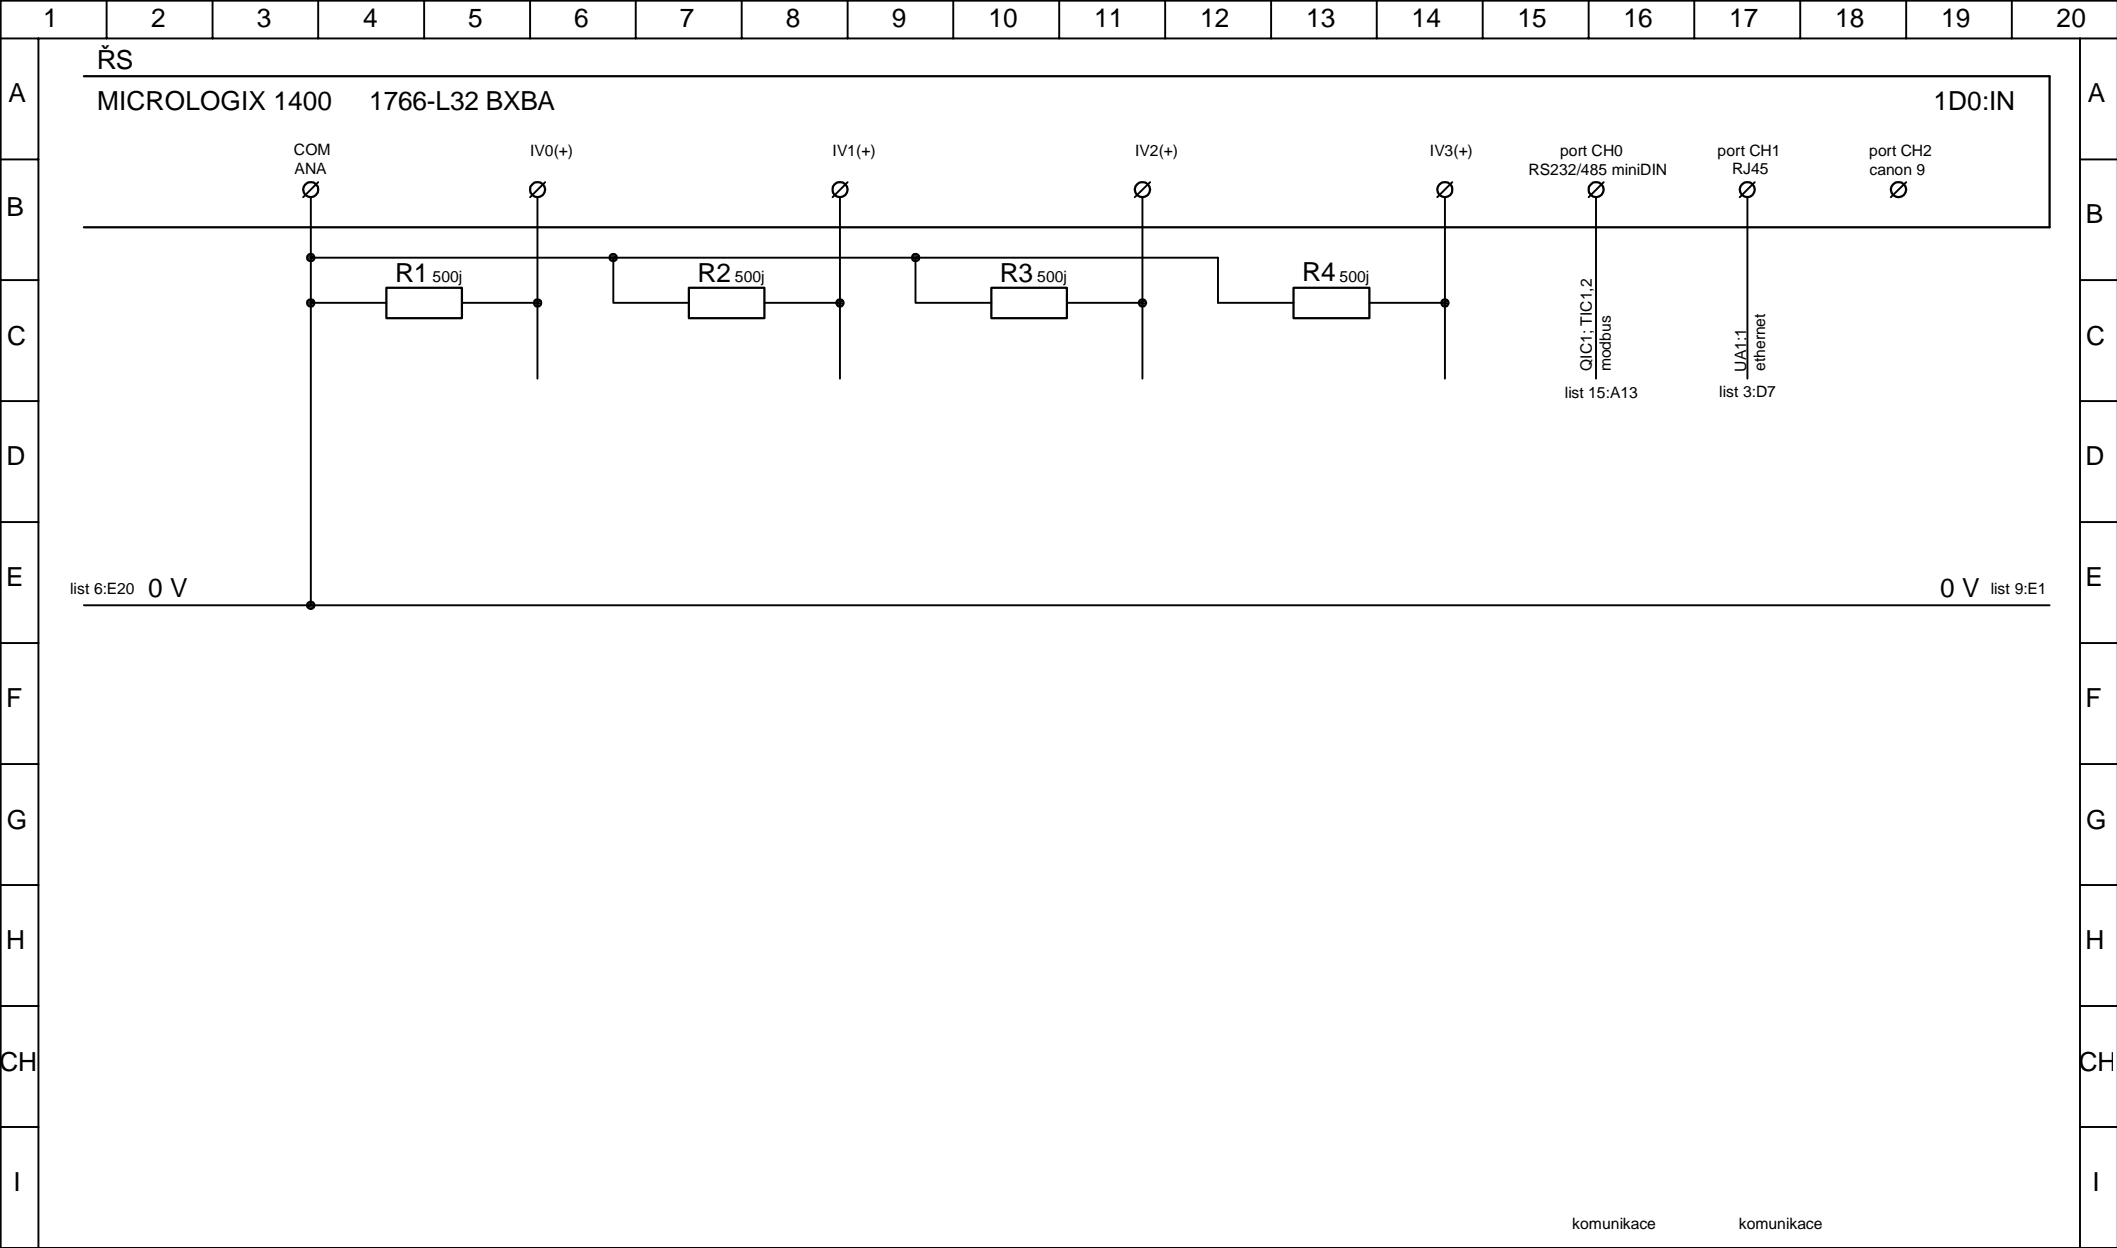 1 2 3 4 5 6 7 8 9 10 11 12 13 14 15 16 17 18 19 20
ŘS
A A
MICROLOGIX 1400 1766-L32 BXBA 1D0:IN
COM IV0(+) IV1(+) IV2(+) IV3(+) port CH0 port CH1 port CH2
ANA RS232/485 miniDIN RJ45 canon 9
B B
R1 500j R2 500j R3 500j R4 500j
QIC1; TIC1,2
modbus
UA1:1
ethernet
C C
list 15:A13 list 3:D7
D D
E E
list 6:E20 0 V 0 V list 9:E1
F F
G G
H H
CH CH
I I
komunikace komunikace